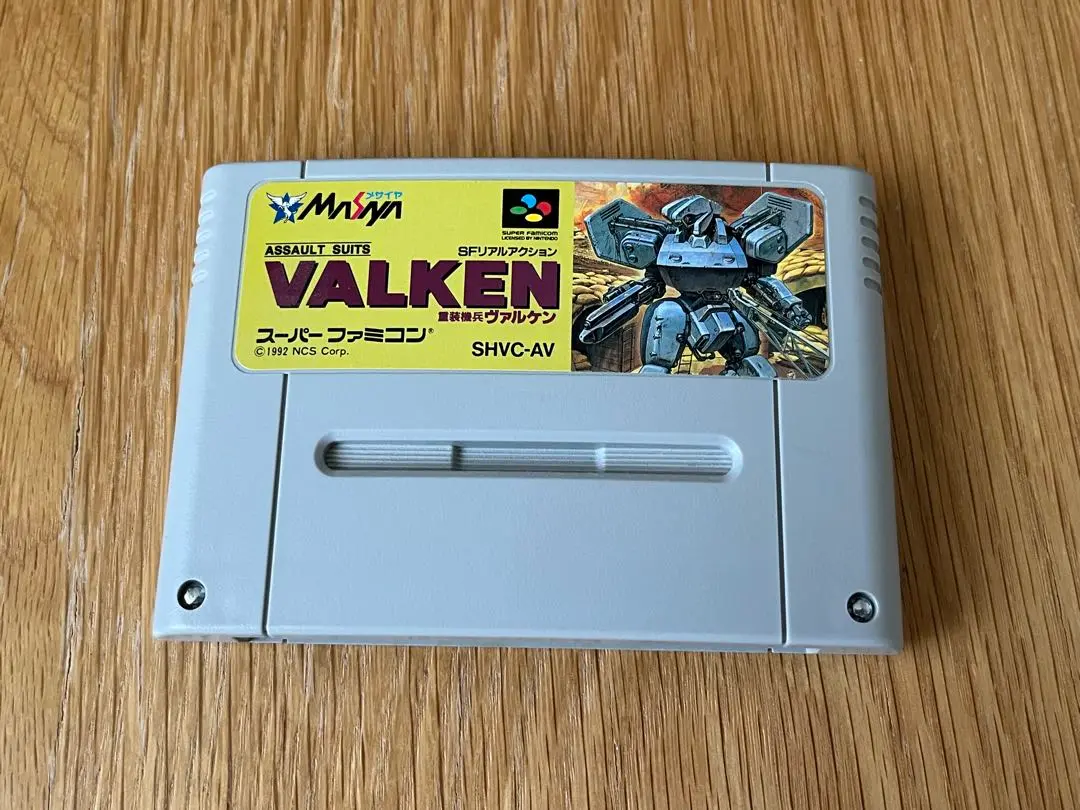 メサイヤ
MASAYA
SUPER FAMICOM
LICENSED BY NINTENDO
ASSAULT SUITS
SFリアルアクション
VALKEN
重装機兵ヴァルケン
スーパーファミコン®
©1992 NCS Corp.
SHVC-AV